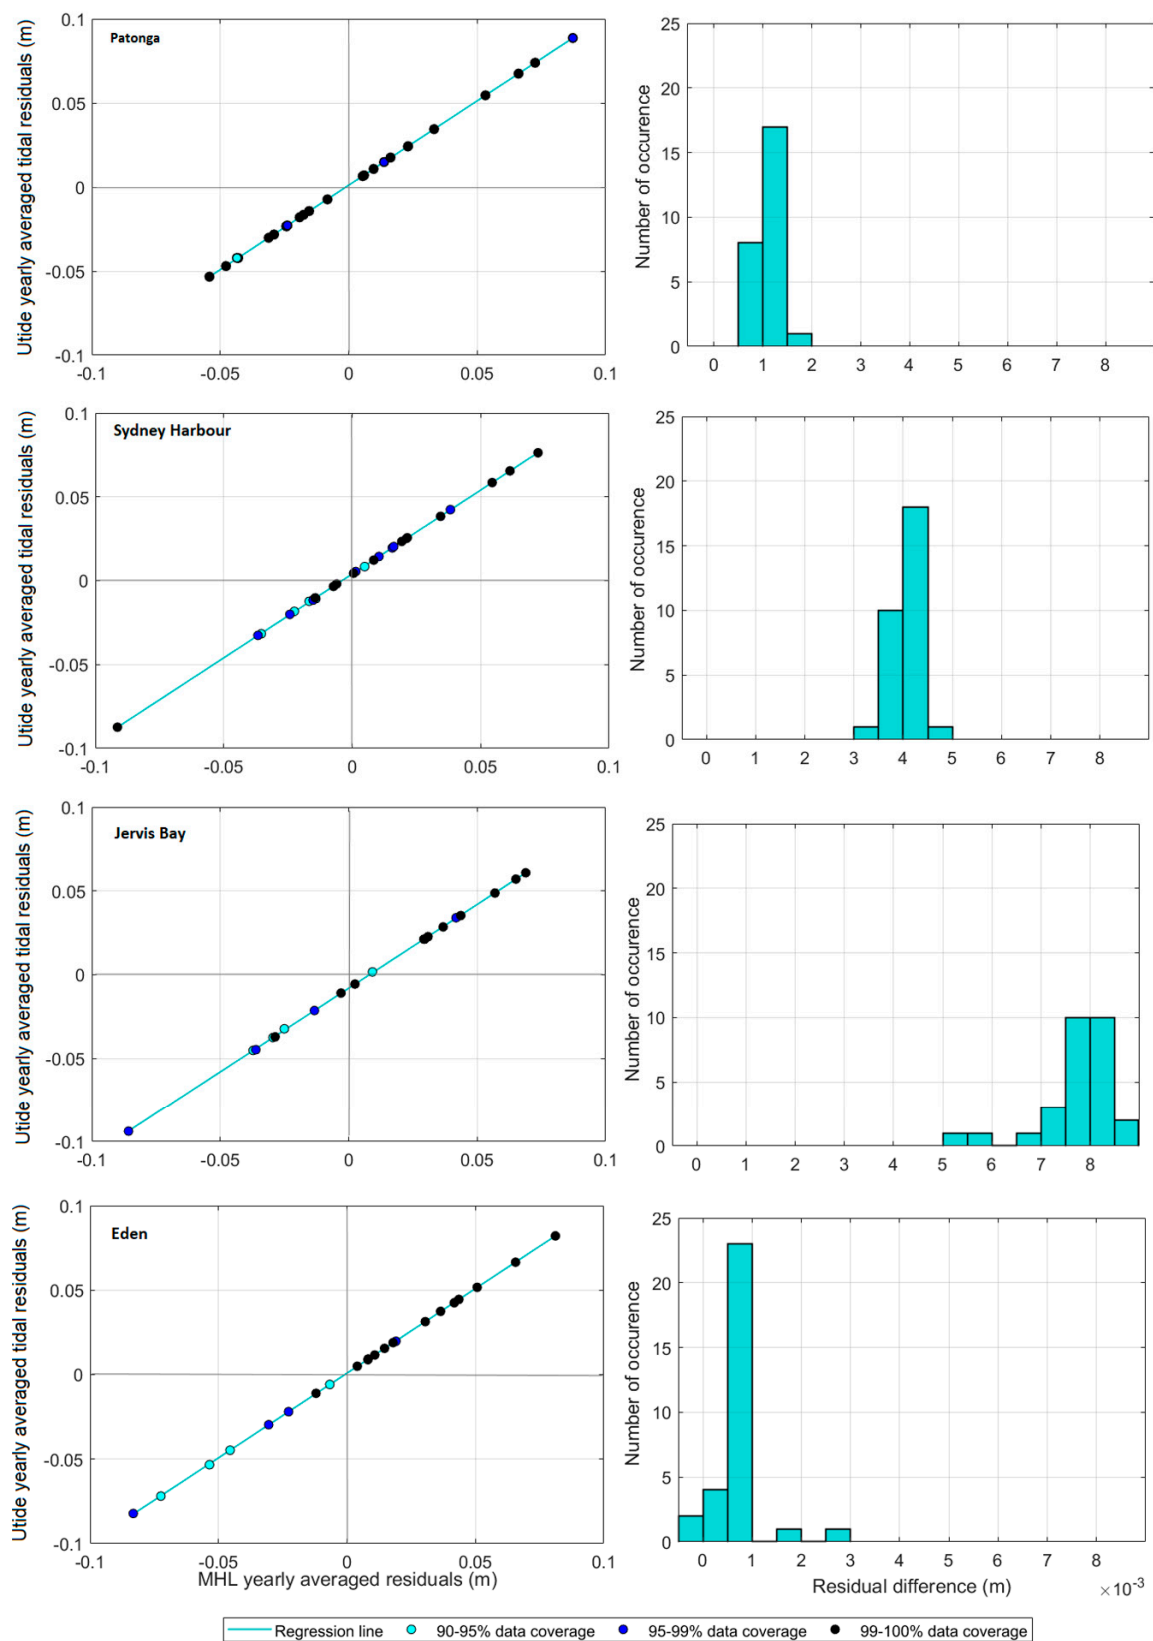 Patonga
Utide yearly averaged tidal residuals (m)
0.1
0.05
0
-0.05
-0.1
-0.1 -0.05 0 0.05 0.1
Number of occurence
25
20
15
10
5
0
0 1 2 3 4 5 6 7 8
Sydney Harbour
Utide yearly averaged tidal residuals (m)
0.1
0.05
0
-0.05
-0.1
-0.1 -0.05 0 0.05 0.1
Number of occurence
25
20
15
10
5
0
0 1 2 3 4 5 6 7 8
Jervis Bay
Utide yearly averaged tidal residuals (m)
0.1
0.05
0
-0.05
-0.1
-0.1 -0.05 0 0.05 0.1
Number of occurence
25
20
15
10
5
0
0 1 2 3 4 5 6 7 8
Eden
Utide yearly averaged tidal residuals (m)
0.1
0.05
0
-0.05
-0.1
-0.1 -0.05 0 0.05 0.1
MHL yearly averaged residuals (m)
Number of occurence
25
20
15
10
5
0
0 1 2 3 4 5 6 7 8
Residual difference (m)
×10⁻³
Regression line 90-95% data coverage 95-99% data coverage 99-100% data coverage